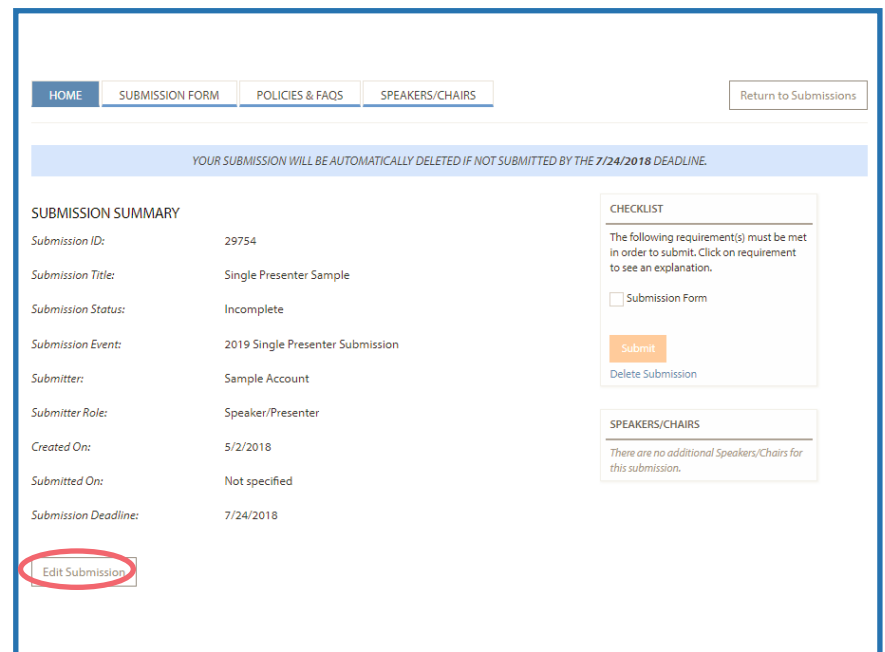 HOME
SUBMISSION FORM
POLICIES & FAQS
SPEAKERS/CHAIRS
Return to Submissions
YOUR SUBMISSION WILL BE AUTOMATICALLY DELETED IF NOT SUBMITTED BY THE 7/24/2018 DEADLINE.
SUBMISSION SUMMARY
Submission ID: 29754
Submission Title: Single Presenter Sample
Submission Status: Incomplete
Submission Event: 2019 Single Presenter Submission
Submitter: Sample Account
Submitter Role: Speaker/Presenter
Created On: 5/2/2018
Submitted On: Not specified
Submission Deadline: 7/24/2018
Edit Submission
CHECKLIST
The following requirement(s) must be met
in order to submit. Click on requirement
to see an explanation.
Submission Form
Submit
Delete Submission
SPEAKERS/CHAIRS
There are no additional Speakers/Chairs for
this submission.